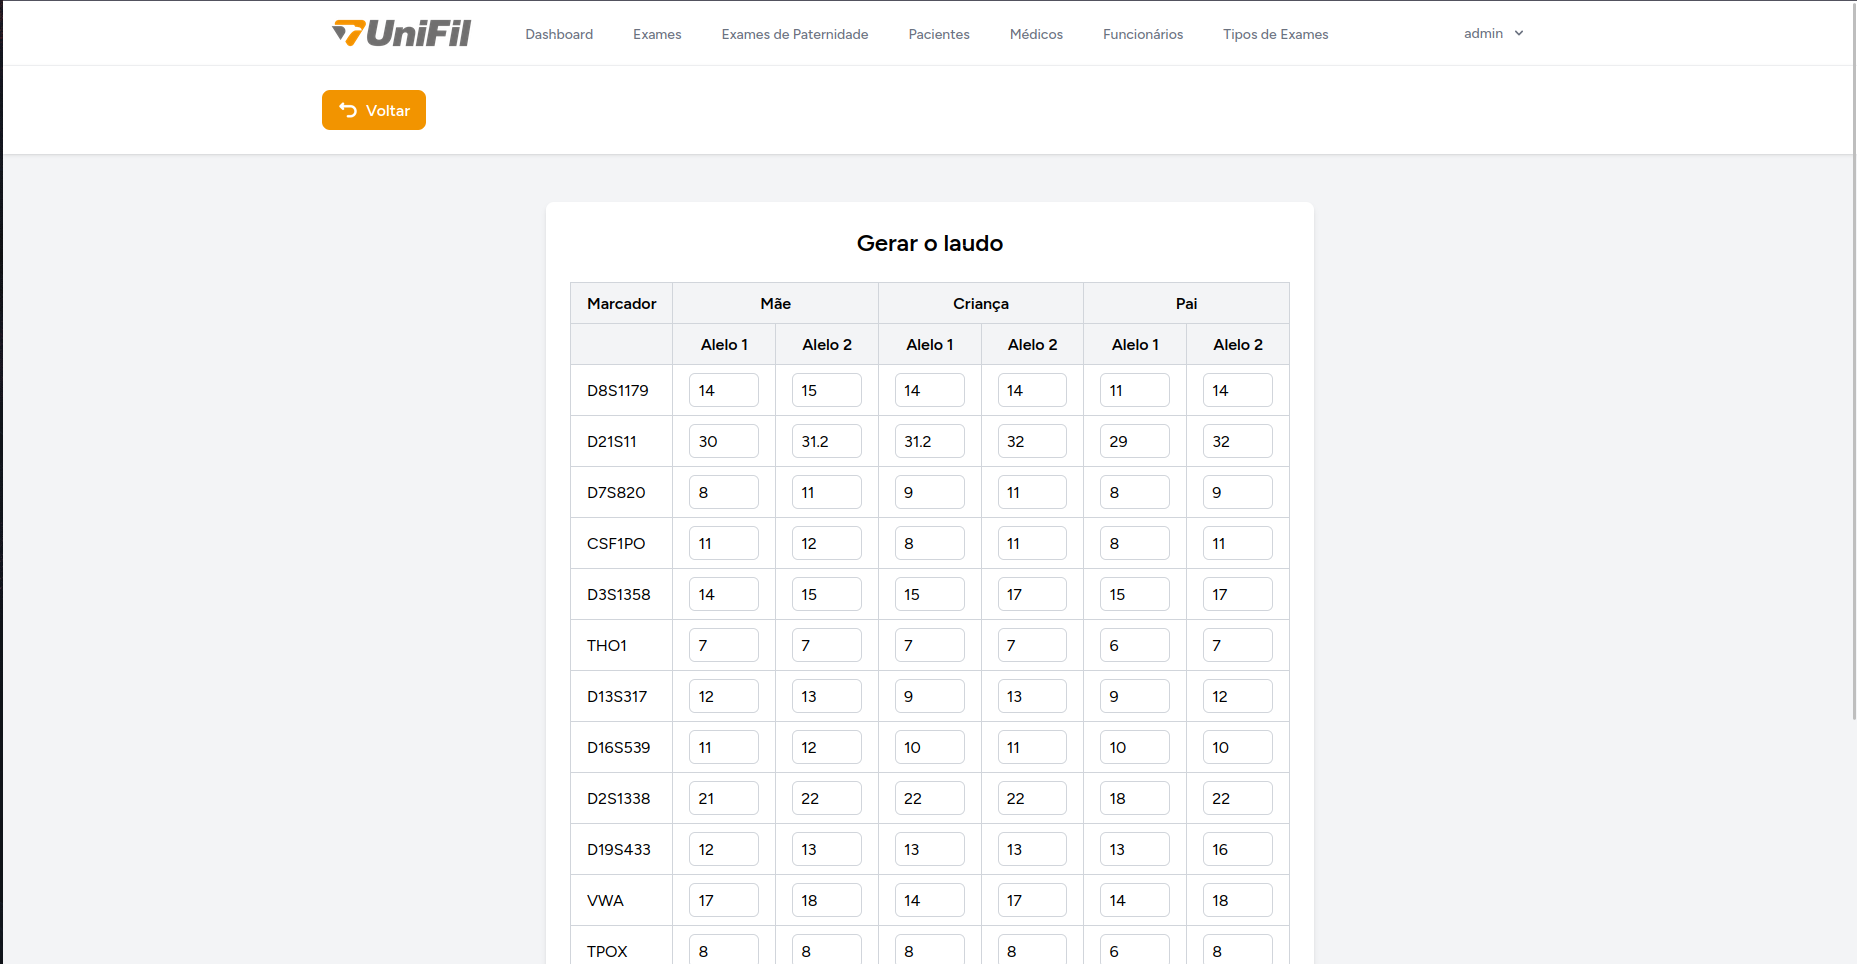 UniFil Dashboard Exames Exames de Paternidade Pacientes Médicos Funcionários Tipos de Exames admin
Voltar
Gerar o laudo
Marcador Mãe Criança Pai
Alelo 1 Alelo 2 Alelo 1 Alelo 2 Alelo 1 Alelo 2
D8S1179 14 15 14 14 11 14
D21S11 30 31.2 31.2 32 29 32
D7S820 8 11 9 11 8 9
CSF1PO 11 12 8 11 8 11
D3S1358 14 15 15 17 15 17
THO1 7 7 7 7 6 7
D13S317 12 13 9 13 9 12
D16S539 11 12 10 11 10 10
D2S1338 21 22 22 22 18 22
D19S433 12 13 13 13 13 16
VWA 17 18 14 17 14 18
TPOX 8 8 8 8 6 8